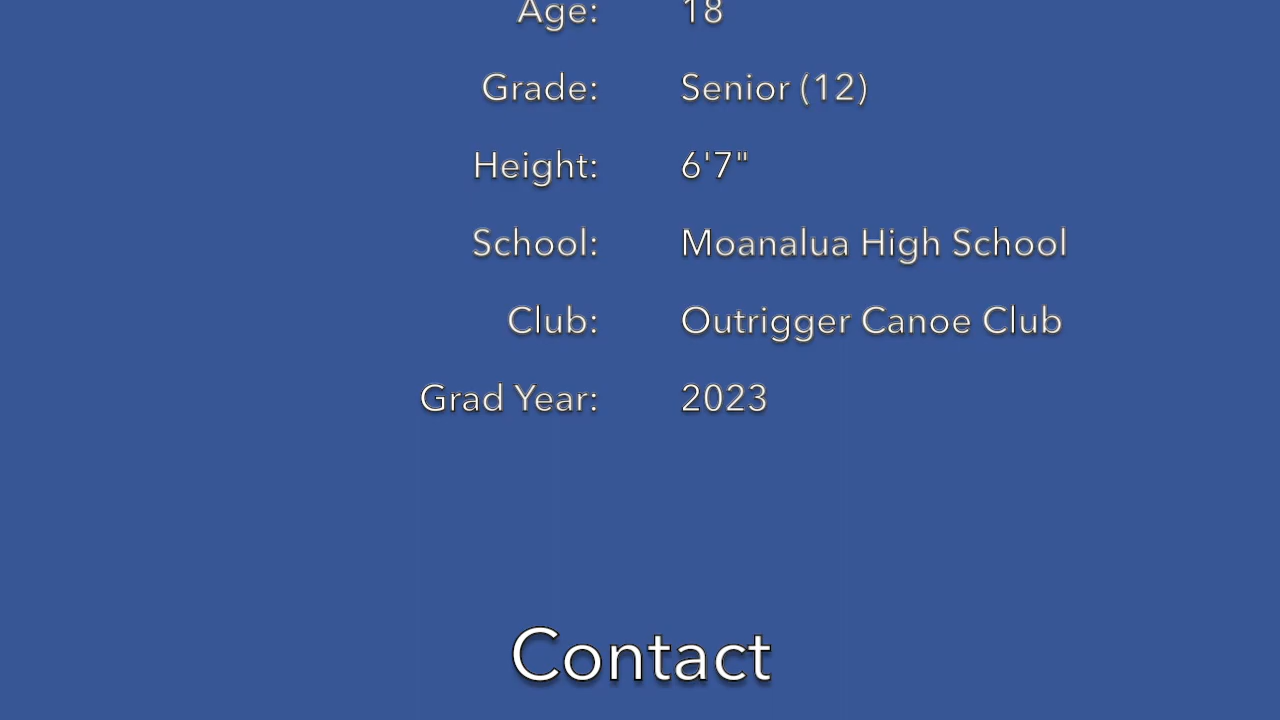 Age: 18
Grade: Senior (12)
Height: 6'7"
School: Moanalua High School
Club: Outrigger Canoe Club
Grad Year: 2023
Contact